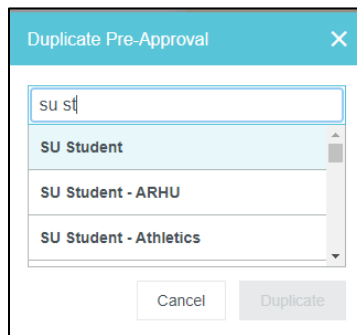 Duplicate Pre-Approval
su st
SU Student
SU Student - ARHU
SU Student - Athletics
Cancel Duplicate